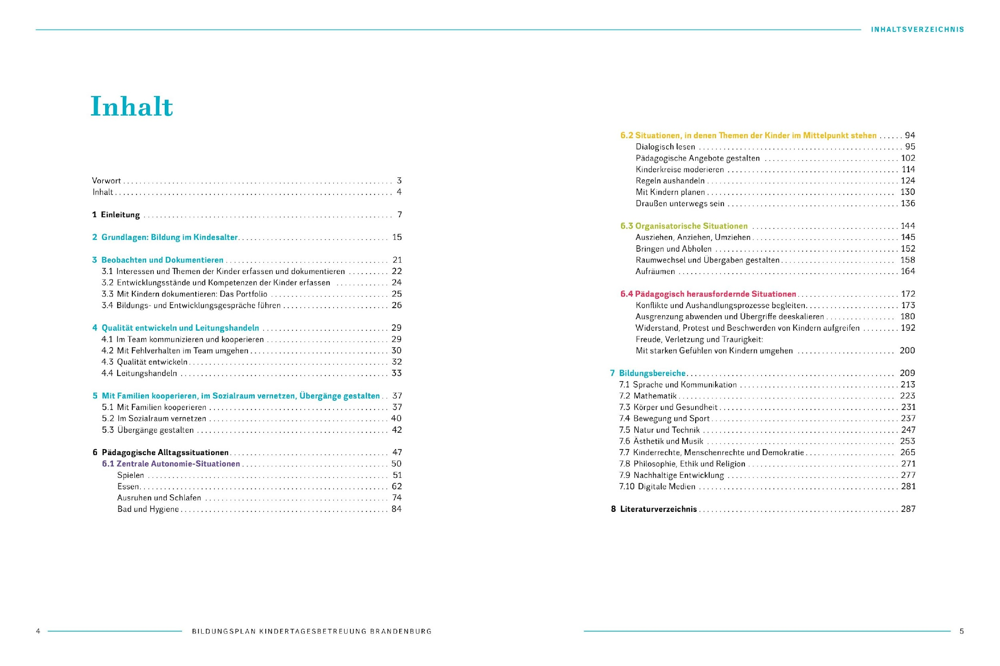 INHALTSVERZEICHNIS
Inhalt
Vorwort . . . . . . . . . . 3
Inhalt . . . . . . . . . . 4
1 Einleitung . . . . . . . . . . 7
2 Grundlagen: Bildung im Kindesalter . . . . . . . . . . 15
3 Beobachten und Dokumentieren . . . . . . . . . . 21
3.1 Interessen und Themen der Kinder erfassen und dokumentieren . . . . . . . . . . 22
3.2 Entwicklungsstände und Kompetenzen der Kinder erfassen . . . . . . . . . . 24
3.3 Mit Kindern dokumentieren: Das Portfolio . . . . . . . . . . 25
3.4 Bildungs- und Entwicklungsgespräche führen . . . . . . . . . . 26
4 Qualität entwickeln und Leitungshandeln . . . . . . . . . . 29
4.1 Im Team kommunizieren und kooperieren . . . . . . . . . . 29
4.2 Mit Fehlverhalten im Team umgehen . . . . . . . . . . 30
4.3 Qualität entwickeln . . . . . . . . . . 32
4.4 Leitungshandeln . . . . . . . . . . 33
5 Mit Familien kooperieren, im Sozialraum vernetzen, Übergänge gestalten . . 37
5.1 Mit Familien kooperieren . . . . . . . . . . 37
5.2 Im Sozialraum vernetzen . . . . . . . . . . 40
5.3 Übergänge gestalten . . . . . . . . . . 42
6 Pädagogische Alltagssituationen . . . . . . . . . . 47
6.1 Zentrale Autonomie-Situationen . . . . . . . . . . 50
Spielen . . . . . . . . . . 51
Essen . . . . . . . . . . 62
Ausruhen und Schlafen . . . . . . . . . . 74
Bad und Hygiene . . . . . . . . . . 84
6.2 Situationen, in denen Themen der Kinder im Mittelpunkt stehen . . . . . . 94
Dialogisch lesen . . . . . . . . . . 95
Pädagogische Angebote gestalten . . . . . . . . . . 102
Kinderkreise moderieren . . . . . . . . . . 114
Regeln aushandeln . . . . . . . . . . 124
Mit Kindern planen . . . . . . . . . . 130
Draußen unterwegs sein . . . . . . . . . . 136
6.3 Organisatorische Situationen . . . . . . . . . . 144
Ausziehen, Anziehen, Umziehen . . . . . . . . . . 145
Bringen und Abholen . . . . . . . . . . 152
Raumwechsel und Übergaben gestalten . . . . . . . . . . 158
Aufräumen . . . . . . . . . . 164
6.4 Pädagogisch herausfordernde Situationen . . . . . . . . . . 172
Konflikte und Aushandlungsprozesse begleiten . . . . . . . . . . 173
Ausgrenzung abwenden und Übergriffe deeskalieren . . . . . . . . . . 180
Widerstand, Protest und Beschwerden von Kindern aufgreifen . . . . . . . . . 192
Freude, Verletzung und Traurigkeit:
Mit starken Gefühlen von Kindern umgehen . . . . . . . . . . 200
7 Bildungsbereiche . . . . . . . . . . 209
7.1 Sprache und Kommunikation . . . . . . . . . . 213
7.2 Mathematik . . . . . . . . . . 223
7.3 Körper und Gesundheit . . . . . . . . . . 231
7.4 Bewegung und Sport . . . . . . . . . . 237
7.5 Natur und Technik . . . . . . . . . . 247
7.6 Ästhetik und Musik . . . . . . . . . . 253
7.7 Kinderrechte, Menschenrechte und Demokratie . . . . . . . . . . 265
7.8 Philosophie, Ethik und Religion . . . . . . . . . . 271
7.9 Nachhaltige Entwicklung . . . . . . . . . . 277
7.10 Digitale Medien . . . . . . . . . . 281
8 Literaturverzeichnis . . . . . . . . . . 287
4 BILDUNGSPLAN KINDERTAGESBETREUUNG BRANDENBURG
5